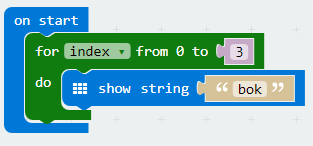 on start
for index from 0 to 3
do show string “ bok ”